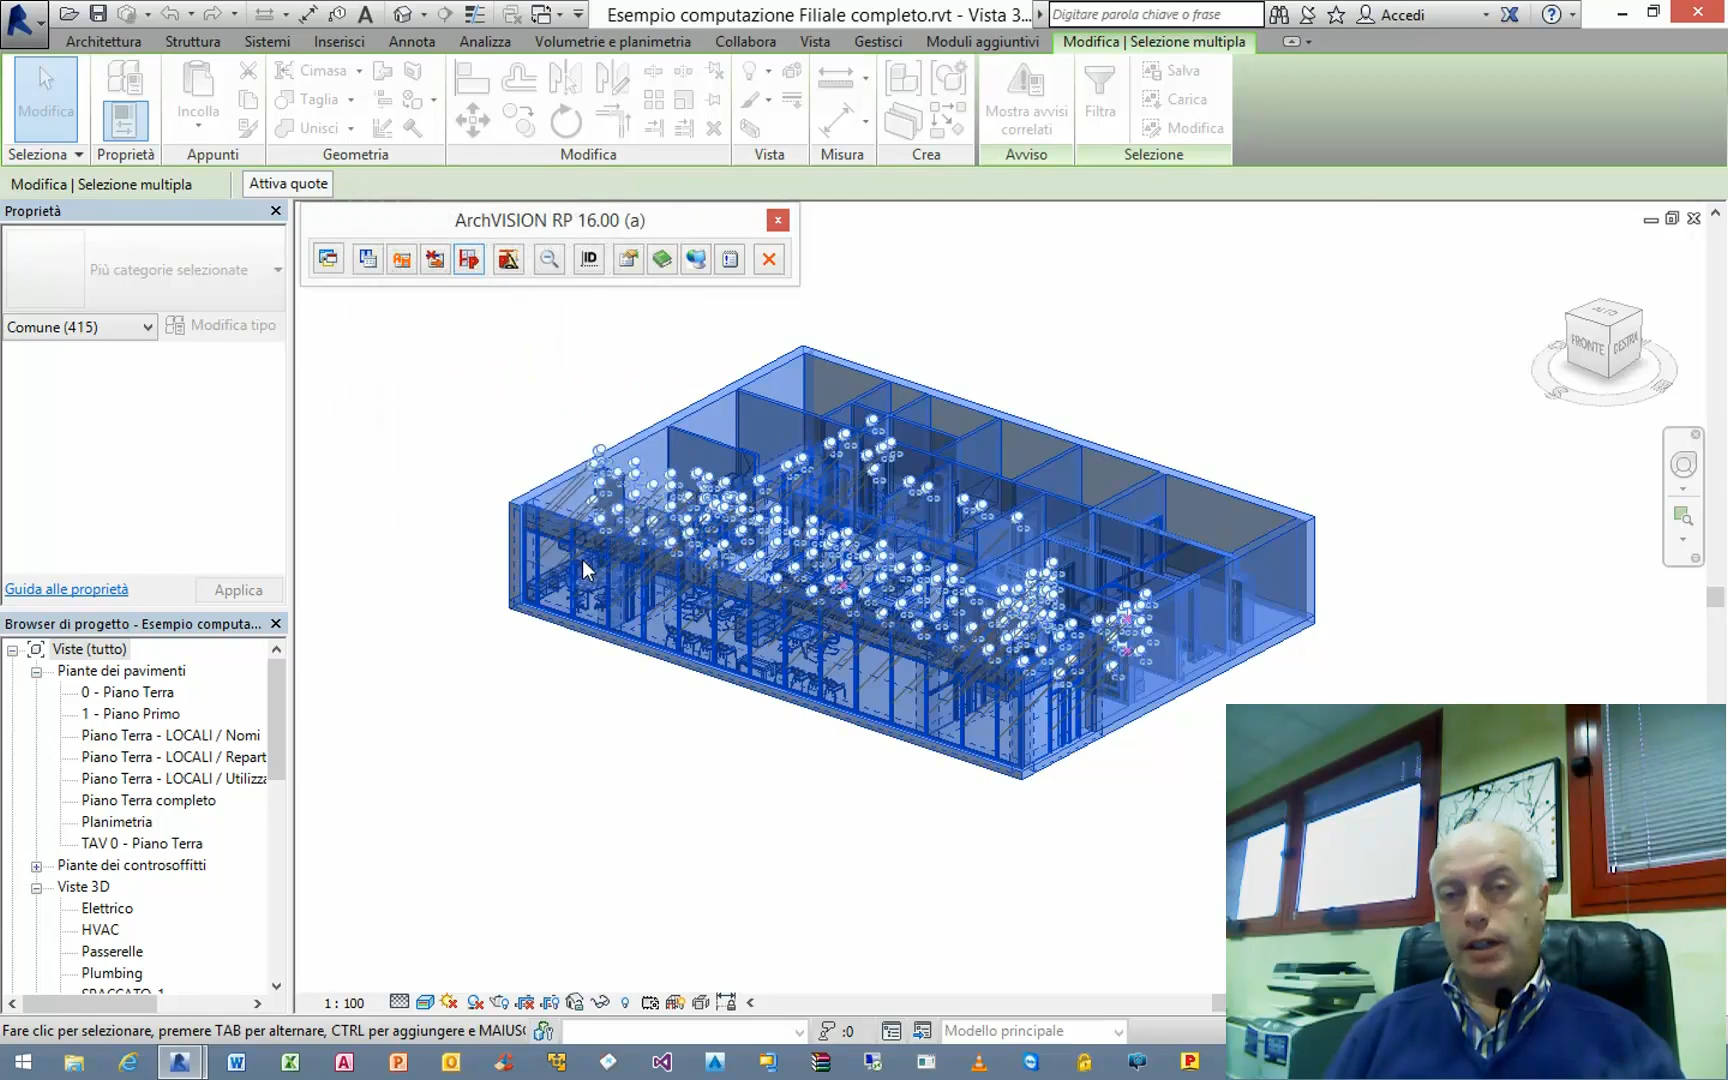 Esempio computazione Filiale completo.rvt - Vista 3...
Digitare parola chiave o frase
Accedi
Architettura
Struttura
Sistemi
Inserisci
Annota
Analizza
Volumetrie e planimetria
Collabora
Vista
Gestisci
Moduli aggiuntivi
Modifica | Selezione multipla
Modifica
Incolla
Cimasa
Taglia
Unisci
Mostra avvisi
correlati
Filtra
Salva
Carica
Modifica
Seleziona
Proprietà
Appunti
Geometria
Modifica
Vista
Misura
Crea
Avviso
Selezione
Modifica | Selezione multipla
Attiva quote
Proprietà
ArchVISION RP 16.00 (a)
ID
Più categorie selezionate
Comune (415)
Modifica tipo
ALTO
FRONTE
DESTRA
Guida alle proprietà
Applica
Browser di progetto - Esempio computa...
Viste (tutto)
Piante dei pavimenti
0 - Piano Terra
1 - Piano Primo
Piano Terra - LOCALI / Nomi
Piano Terra - LOCALI / Repart
Piano Terra - LOCALI / Utilizza
Piano Terra completo
Planimetria
TAV 0 - Piano Terra
Piante dei controsoffitti
Viste 3D
Elettrico
HVAC
Passerelle
Plumbing
SPACCATO 1
1 : 100
Fare clic per selezionare, premere TAB per alternare, CTRL per aggiungere e MAIUSC
:0
Modello principale